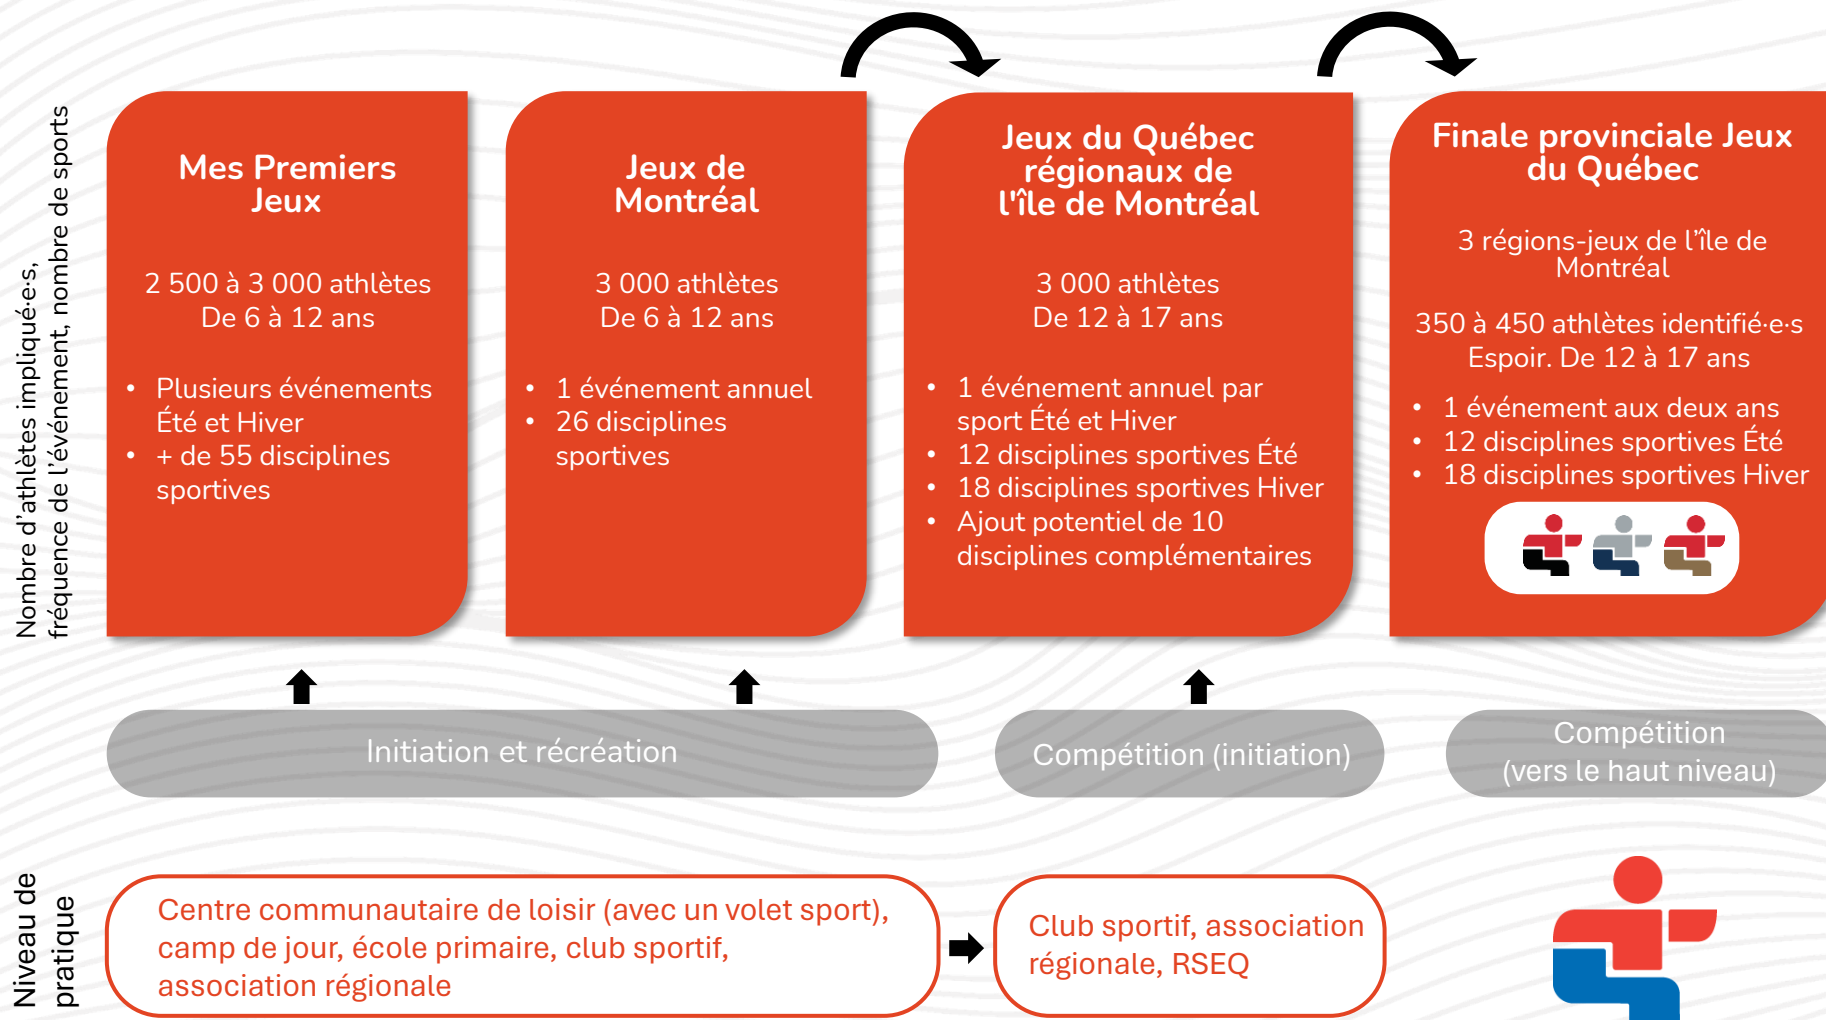 Nombre d'athlètes impliqué·e·s,
fréquence de l'événement, nombre de sports
Mes Premiers
Jeux
2 500 à 3 000 athlètes
De 6 à 12 ans
• Plusieurs événements
Été et Hiver
• + de 55 disciplines
sportives
Jeux de
Montréal
3 000 athlètes
De 6 à 12 ans
• 1 événement annuel
• 26 disciplines
sportives
Jeux du Québec
régionaux de
l'île de Montréal
3 000 athlètes
De 12 à 17 ans
• 1 événement annuel par
sport Été et Hiver
• 12 disciplines sportives Été
• 18 disciplines sportives Hiver
• Ajout potentiel de 10
disciplines complémentaires
Finale provinciale Jeux
du Québec
3 régions-jeux de l'île de
Montréal
350 à 450 athlètes identifié·e·s
Espoir. De 12 à 17 ans
• 1 événement aux deux ans
• 12 disciplines sportives Été
• 18 disciplines sportives Hiver
Initiation et récréation
Compétition (initiation)
Compétition
(vers le haut niveau)
Niveau de
pratique
Centre communautaire de loisir (avec un volet sport),
camp de jour, école primaire, club sportif,
association régionale
Club sportif, association
régionale, RSEQ